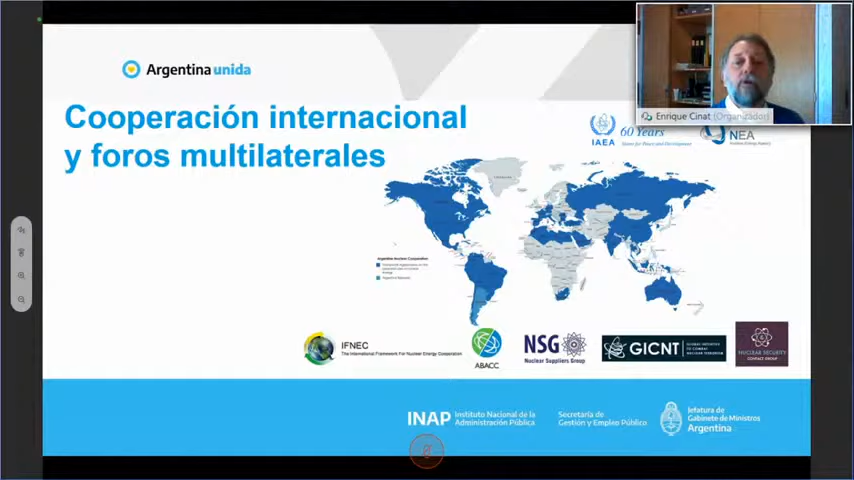 Argentina unida
Cooperación internacional
y foros multilaterales
Enrique Cinat (Organizador)
IAEA
60 Years
Atoms for Peace and Development
NEA
Argentine Nuclear Cooperation
IFNEC
The International Framework For Nuclear Energy Cooperation
ABACC
NSG
Nuclear Suppliers Group
GICNT
GLOBAL INITIATIVE
TO COMBAT
NUCLEAR TERRORISM
NUCLEAR SECURITY
CONTACT GROUP
INAP
Instituto Nacional de la
Administración Pública
Secretaría de
Gestión y Empleo Público
Jefatura de
Gabinete de Ministros
Argentina